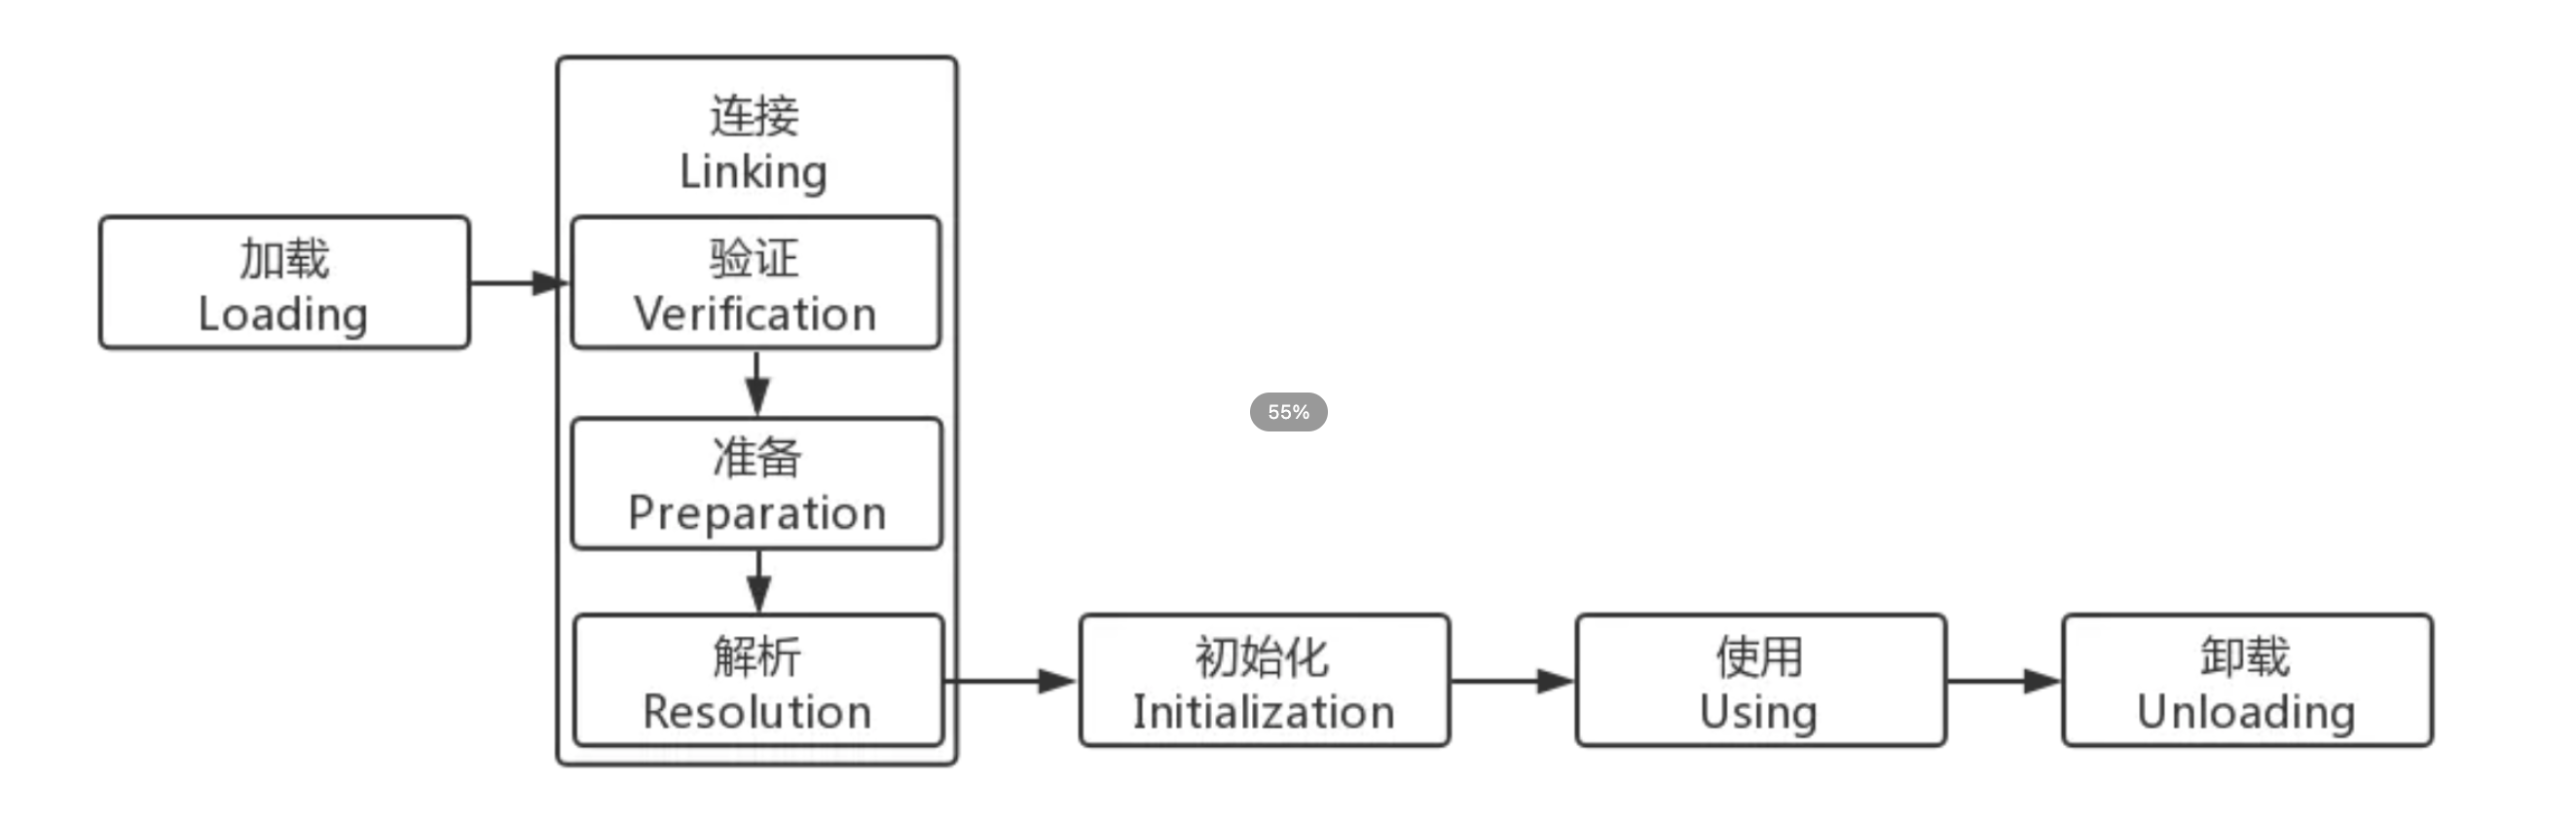 连接
Linking
加载
Loading
验证
Verification
准备
Preparation
解析
Resolution
初始化
Initialization
使用
Using
卸载
Unloading
55%